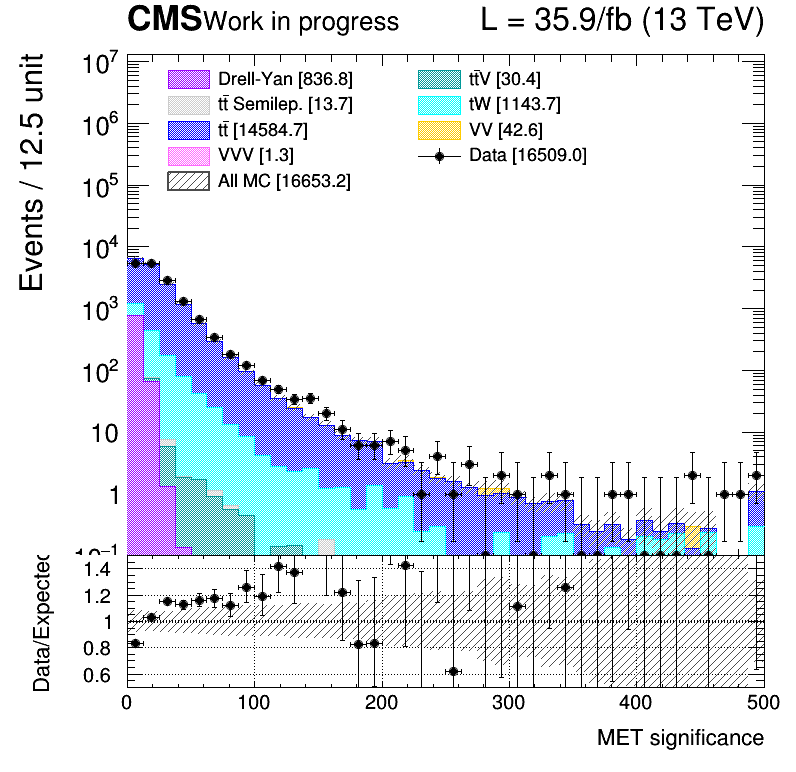 CMS Work in progress L = 35.9/fb (13 TeV)
Events / 12.5 unit
10⁷
10⁶
10⁵
10⁴
10³
10²
10
1
10⁻¹
Drell-Yan [836.8]
tt̄ Semilep. [13.7]
tt̄ [14584.7]
VVV [1.3]
All MC [16653.2]
tt̄V [30.4]
tW [1143.7]
VV [42.6]
Data [16509.0]
Data/Expected
1.4
1.2
1
0.8
0.6
0 100 200 300 400 500
MET significance